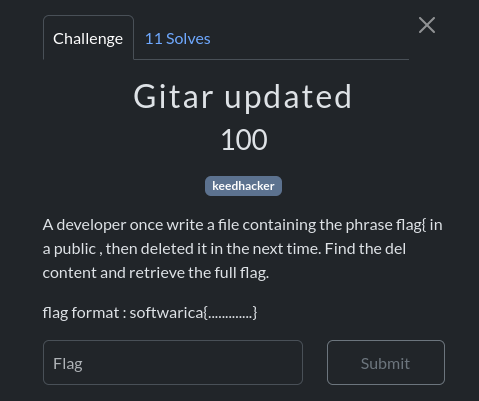 Challenge
11 Solves
Gitar updated
100
keedhacker
A developer once write a file containing the phrase flag{ in
a public , then deleted it in the next time. Find the del
content and retrieve the full flag.
flag format : softwarica{.............}
Flag
Submit